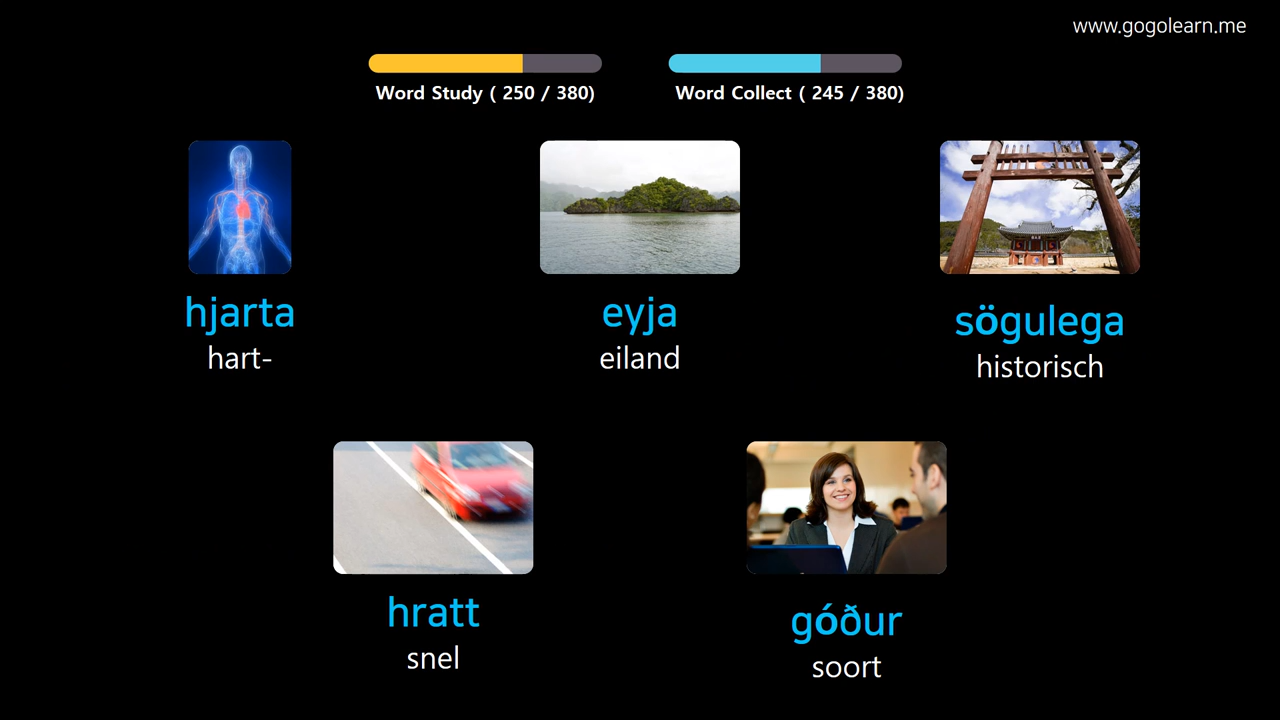 www.gogolearn.me
Word Study ( 250 / 380)
Word Collect ( 245 / 380)
hjarta
hart-
eyja
eiland
sögulega
historisch
hratt
snel
góður
soort